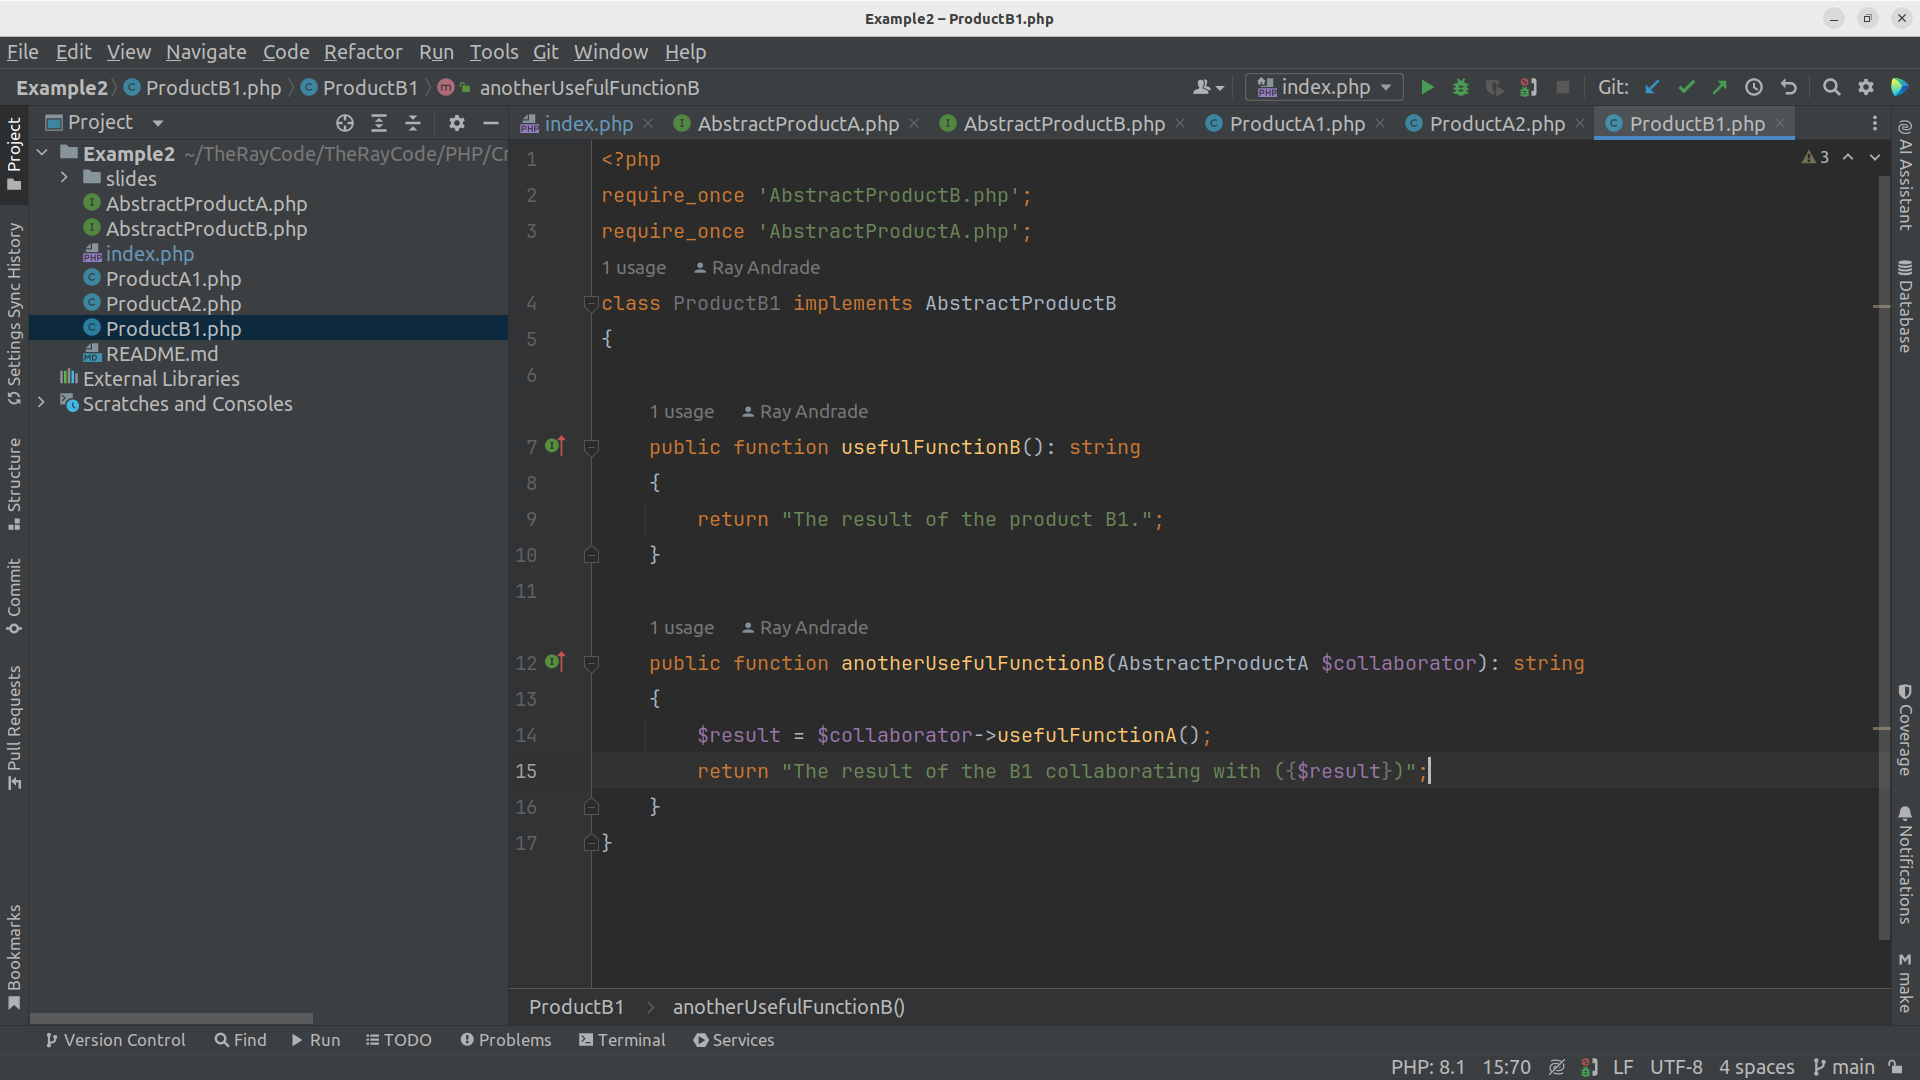 Example2 – ProductB1.php
File Edit View Navigate Code Refactor Run Tools Git Window Help
Example2 ProductB1.php ProductB1 m anotherUsefulFunctionB index.php Git:
Project
index.php AbstractProductA.php AbstractProductB.php ProductA1.php ProductA2.php ProductB1.php
Example2 ~/TheRayCode/TheRayCode/PHP/Cr
slides
AbstractProductA.php
AbstractProductB.php
index.php
ProductA1.php
ProductA2.php
ProductB1.php
README.md
External Libraries
Scratches and Consoles
Project
Settings Sync History
Structure
Commit
Pull Requests
Bookmarks
3
1 <?php
2 require_once 'AbstractProductB.php';
3 require_once 'AbstractProductA.php';
1 usage Ray Andrade
4 class ProductB1 implements AbstractProductB
5 {
6
1 usage Ray Andrade
7 public function usefulFunctionB(): string
8 {
9 return "The result of the product B1.";
10 }
11
1 usage Ray Andrade
12 public function anotherUsefulFunctionB(AbstractProductA $collaborator): string
13 {
14 $result = $collaborator->usefulFunctionA();
15 return "The result of the B1 collaborating with ({$result})";
16 }
17 }
AI Assistant
Database
Coverage
Notifications
M make
ProductB1 anotherUsefulFunctionB()
Version Control Find Run TODO Problems Terminal Services
PHP: 8.1 15:70 LF UTF-8 4 spaces main